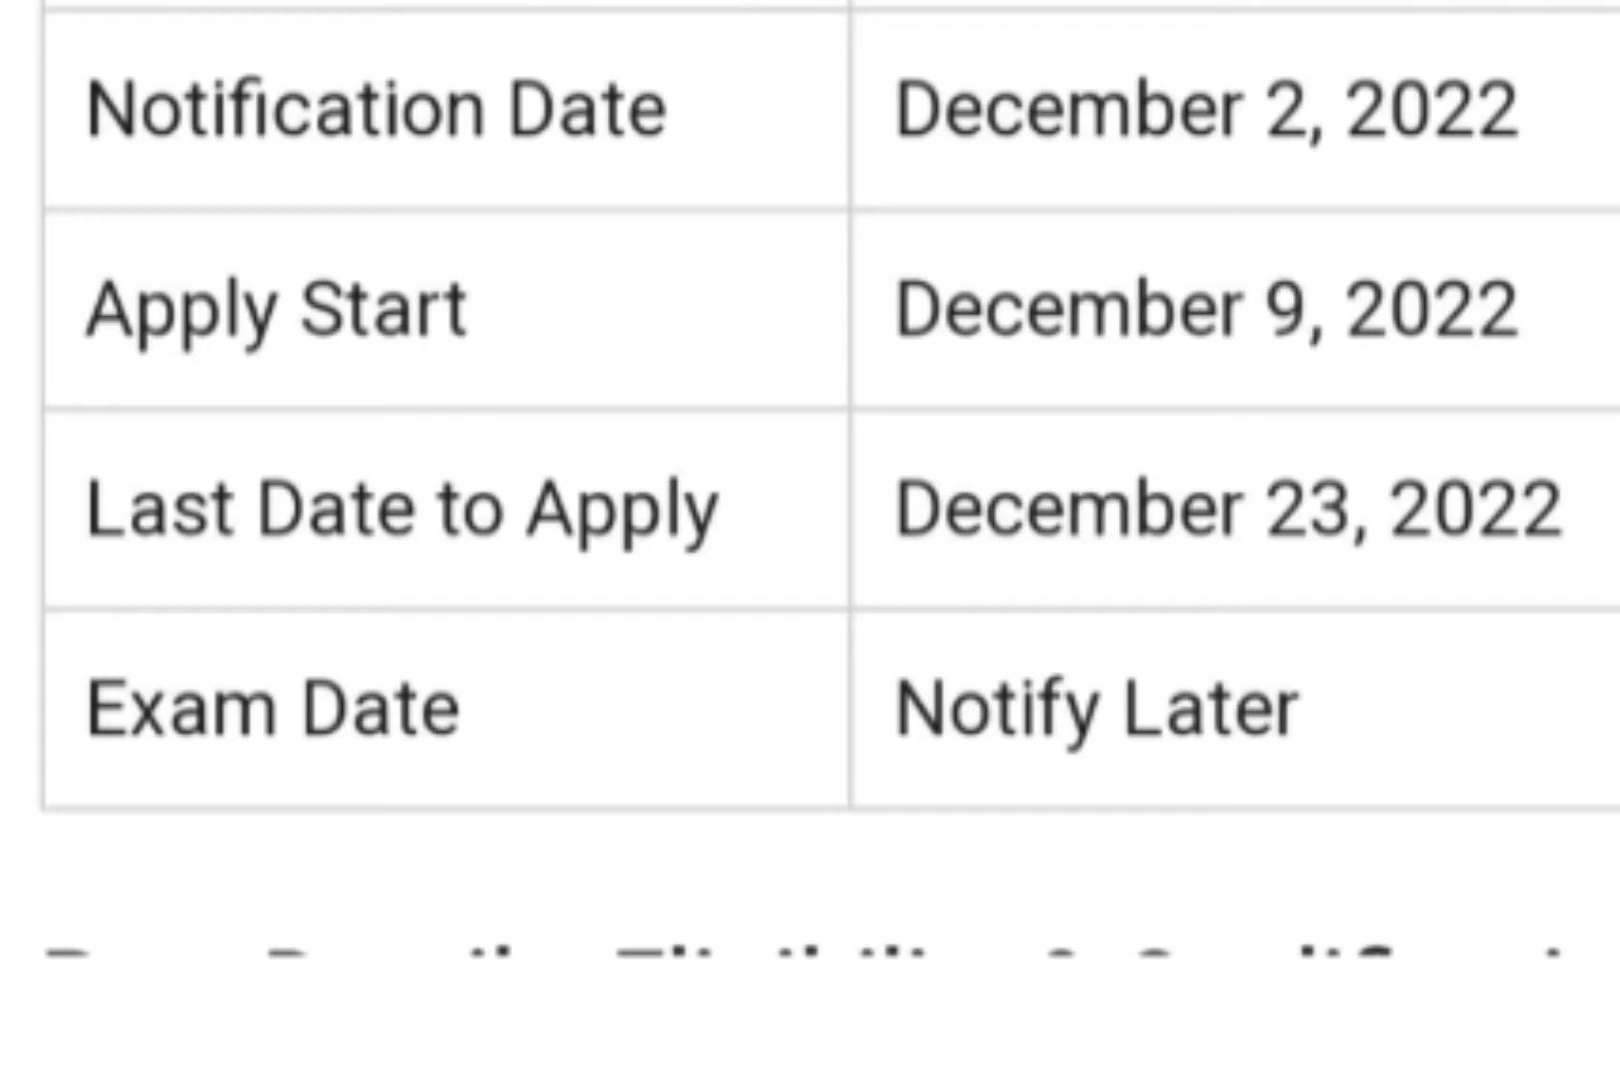 Notification Date December 2, 2022
Apply Start December 9, 2022
Last Date to Apply December 23, 2022
Exam Date Notify Later